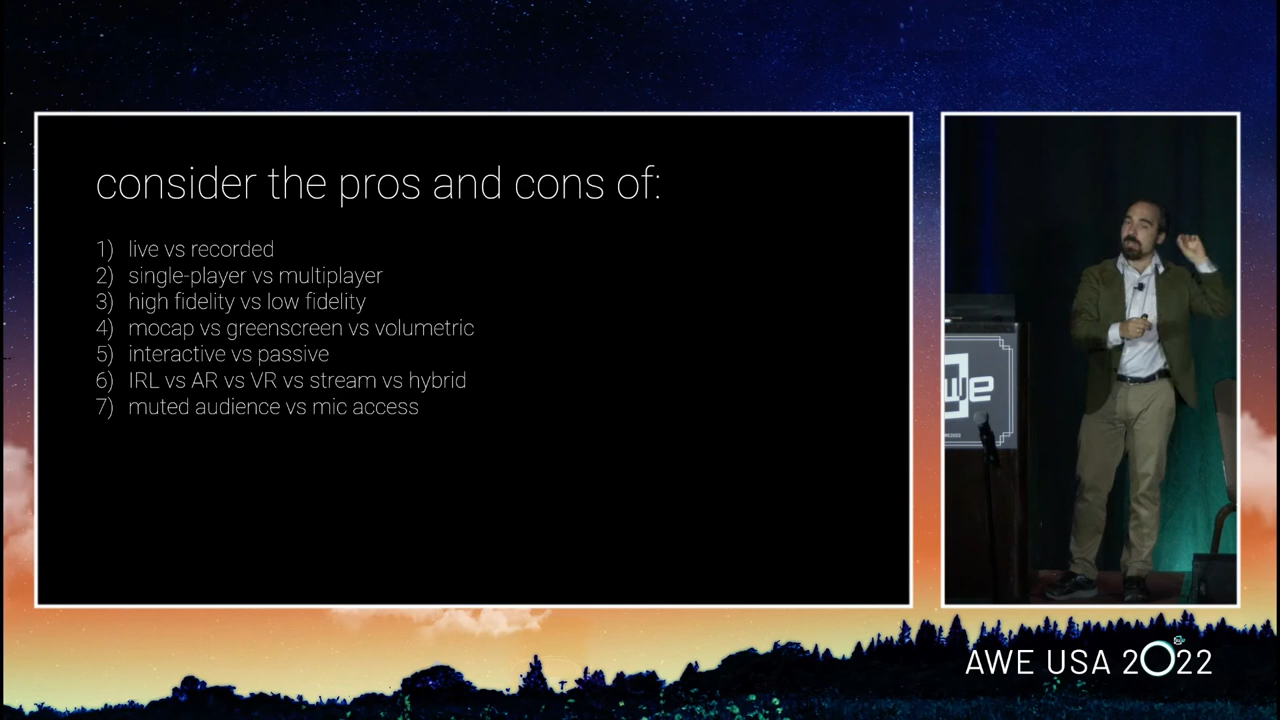 consider the pros and cons of:
1) live vs recorded
2) single-player vs multiplayer
3) high fidelity vs low fidelity
4) mocap vs greenscreen vs volumetric
5) interactive vs passive
6) IRL vs AR vs VR vs stream vs hybrid
7) muted audience vs mic access
awe
AWE USA 2022